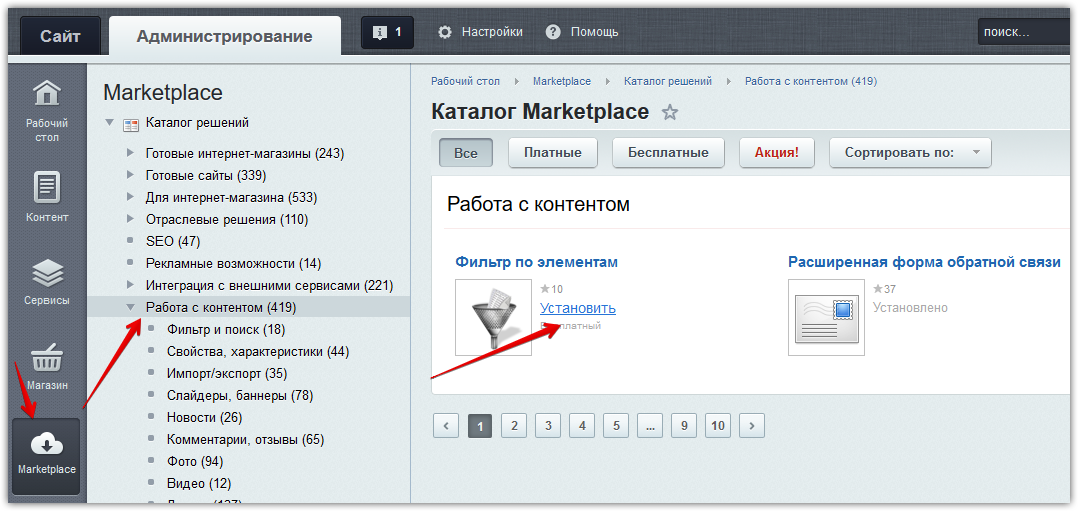 Сайт
Администрирование
1
Настройки
Помощь
поиск...
Рабочий стол
Контент
Сервисы
Магазин
Marketplace
Marketplace
Каталог решений
Готовые интернет-магазины (243)
Готовые сайты (339)
Для интернет-магазина (533)
Отраслевые решения (110)
SEO (47)
Рекламные возможности (14)
Интеграция с внешними сервисами (221)
Работа с контентом (419)
Фильтр и поиск (18)
Свойства, характеристики (44)
Импорт/экспорт (35)
Слайдеры, баннеры (78)
Новости (26)
Комментарии, отзывы (65)
Фото (94)
Видео (12)
Рабочий стол Marketplace Каталог решений Работа с контентом (419)
Каталог Marketplace
Все Платные Бесплатные Акция! Сортировать по:
Работа с контентом
Фильтр по элементам
10
Установить
Бесплатный
Расширенная форма обратной связи
37
Установлено
1 2 3 4 5 ... 9 10